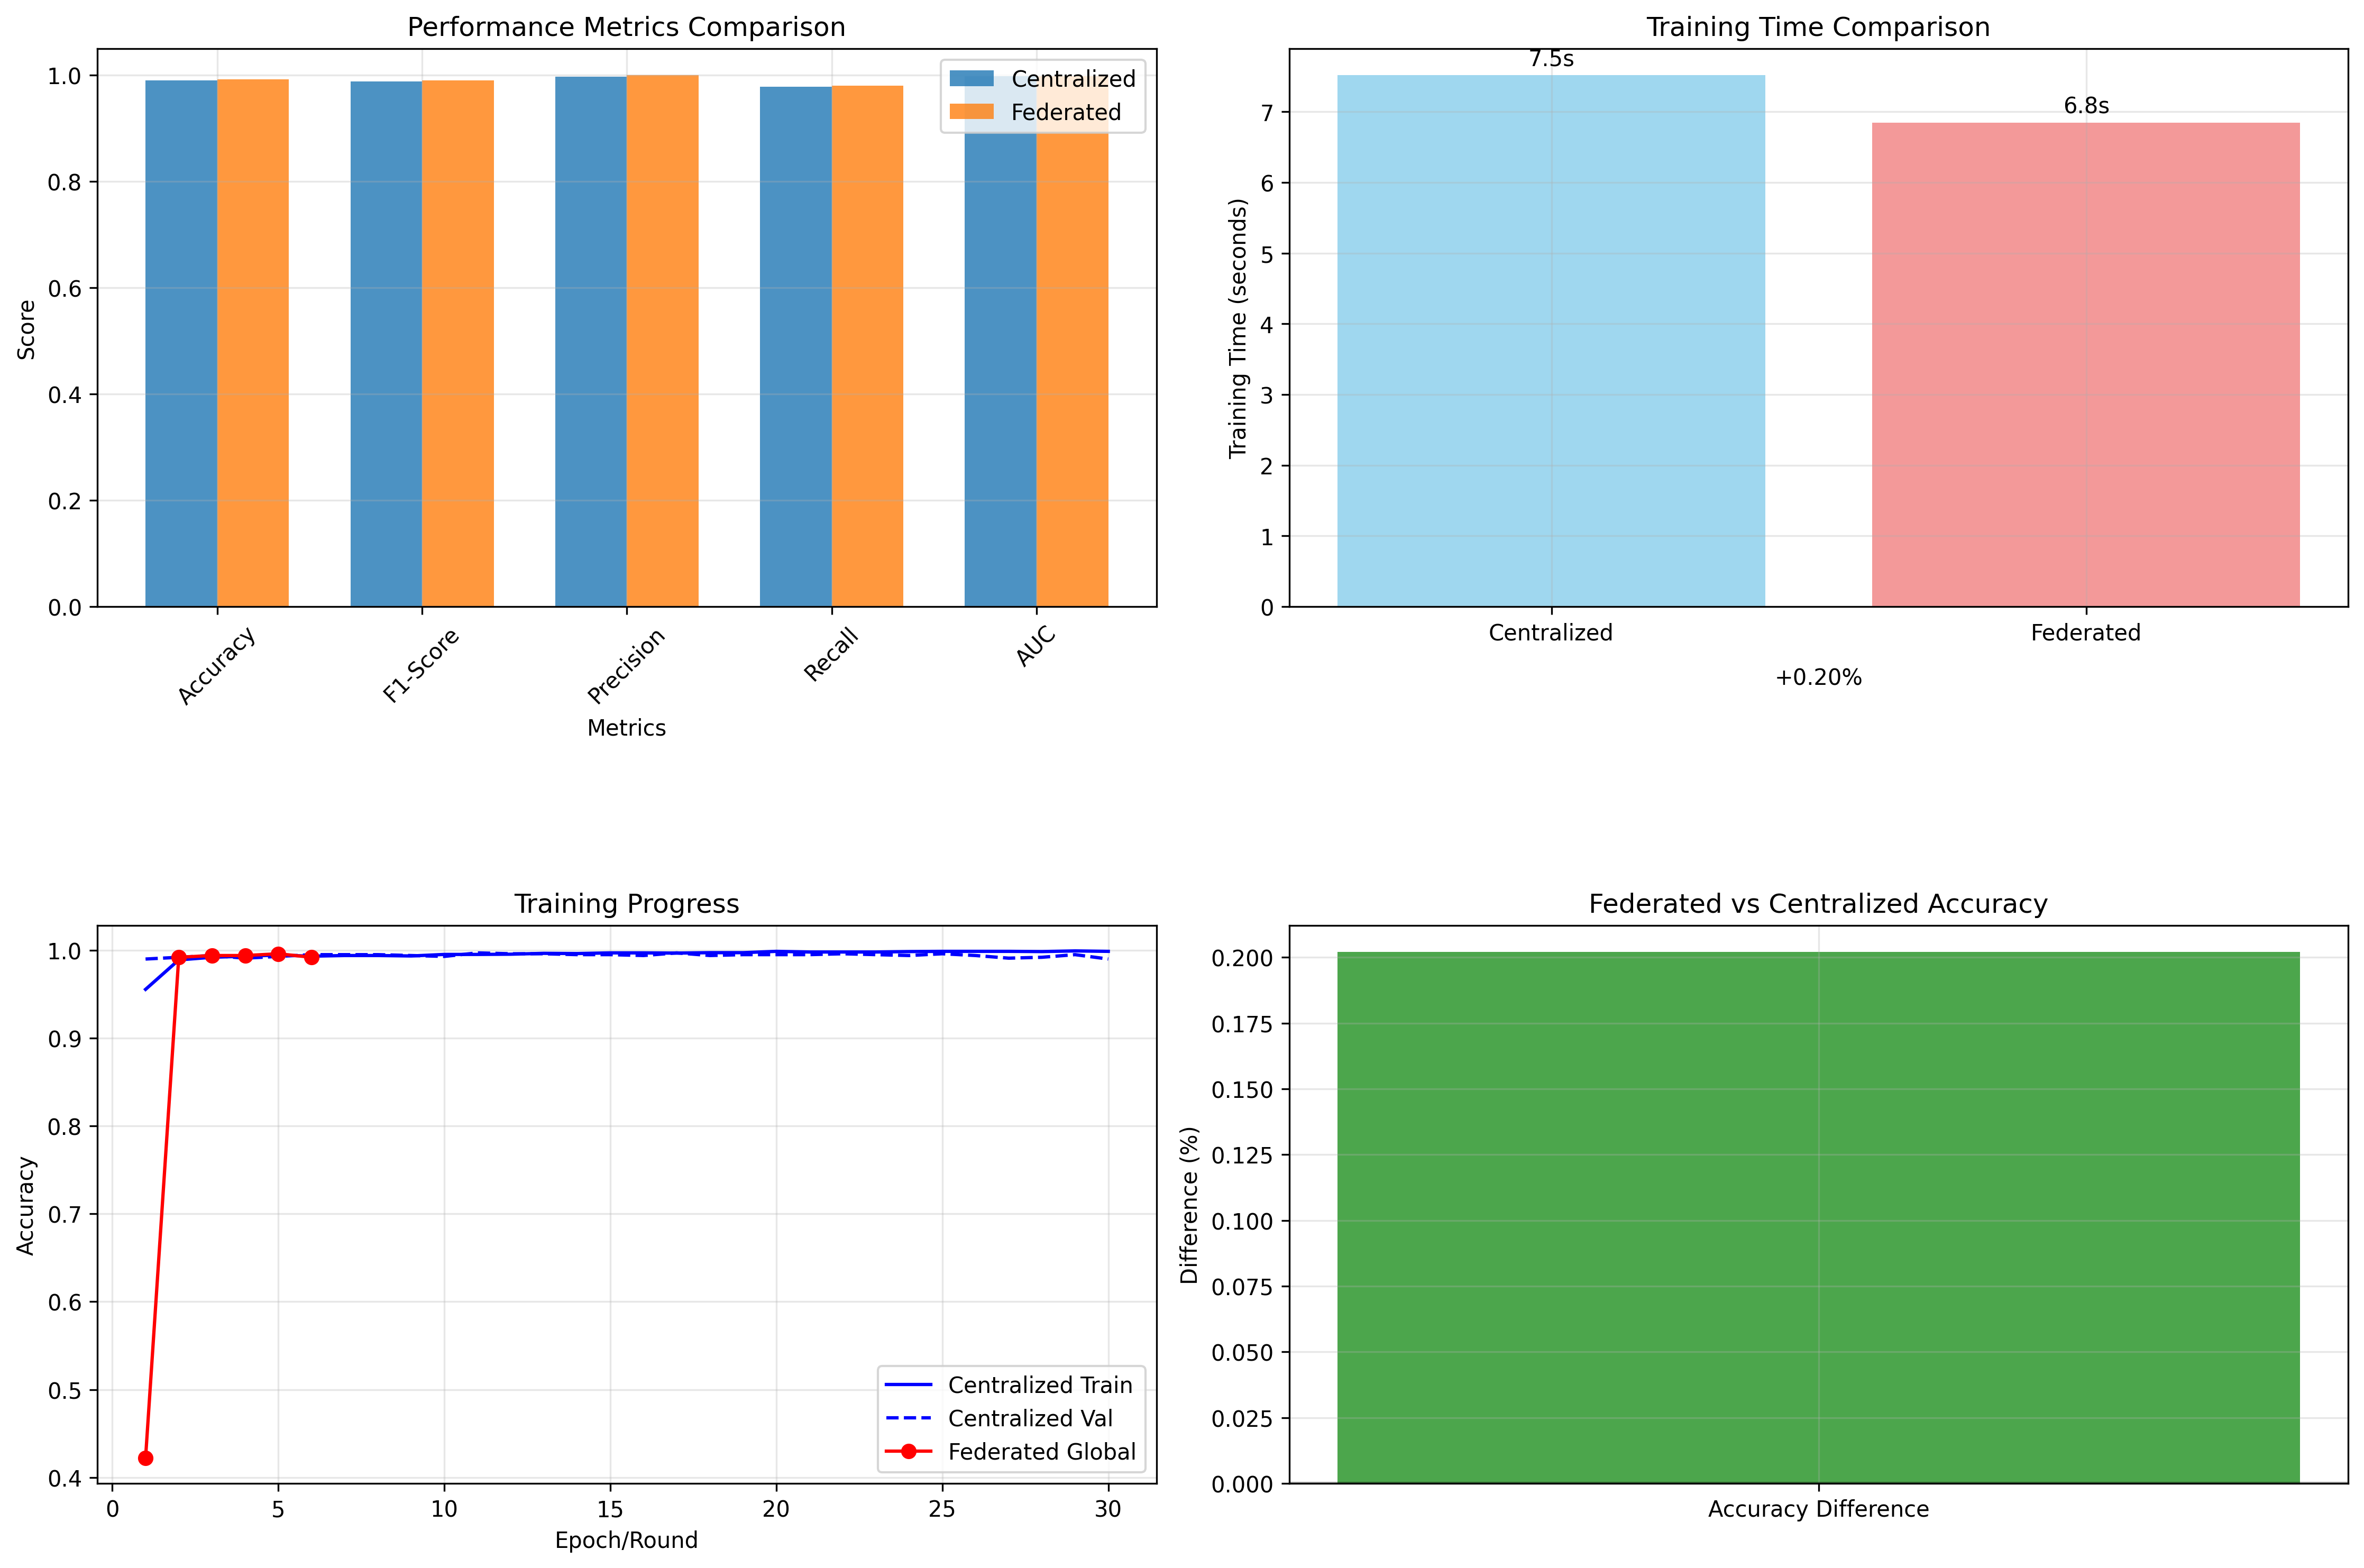 Performance Metrics Comparison
1.0
0.8
0.6
0.4
0.2
0.0
Score
Centralized
Federated
Accuracy
F1-Score
Precision
Recall
AUC
Metrics
Training Time Comparison
7.5s
6.8s
7
6
5
4
3
2
1
0
Training Time (seconds)
Centralized
Federated
+0.20%
Training Progress
1.0
0.9
0.8
0.7
0.6
0.5
0.4
Accuracy
Centralized Train
Centralized Val
Federated Global
0
5
10
15
20
25
30
Epoch/Round
Federated vs Centralized Accuracy
0.200
0.175
0.150
0.125
0.100
0.075
0.050
0.025
0.000
Difference (%)
Accuracy Difference